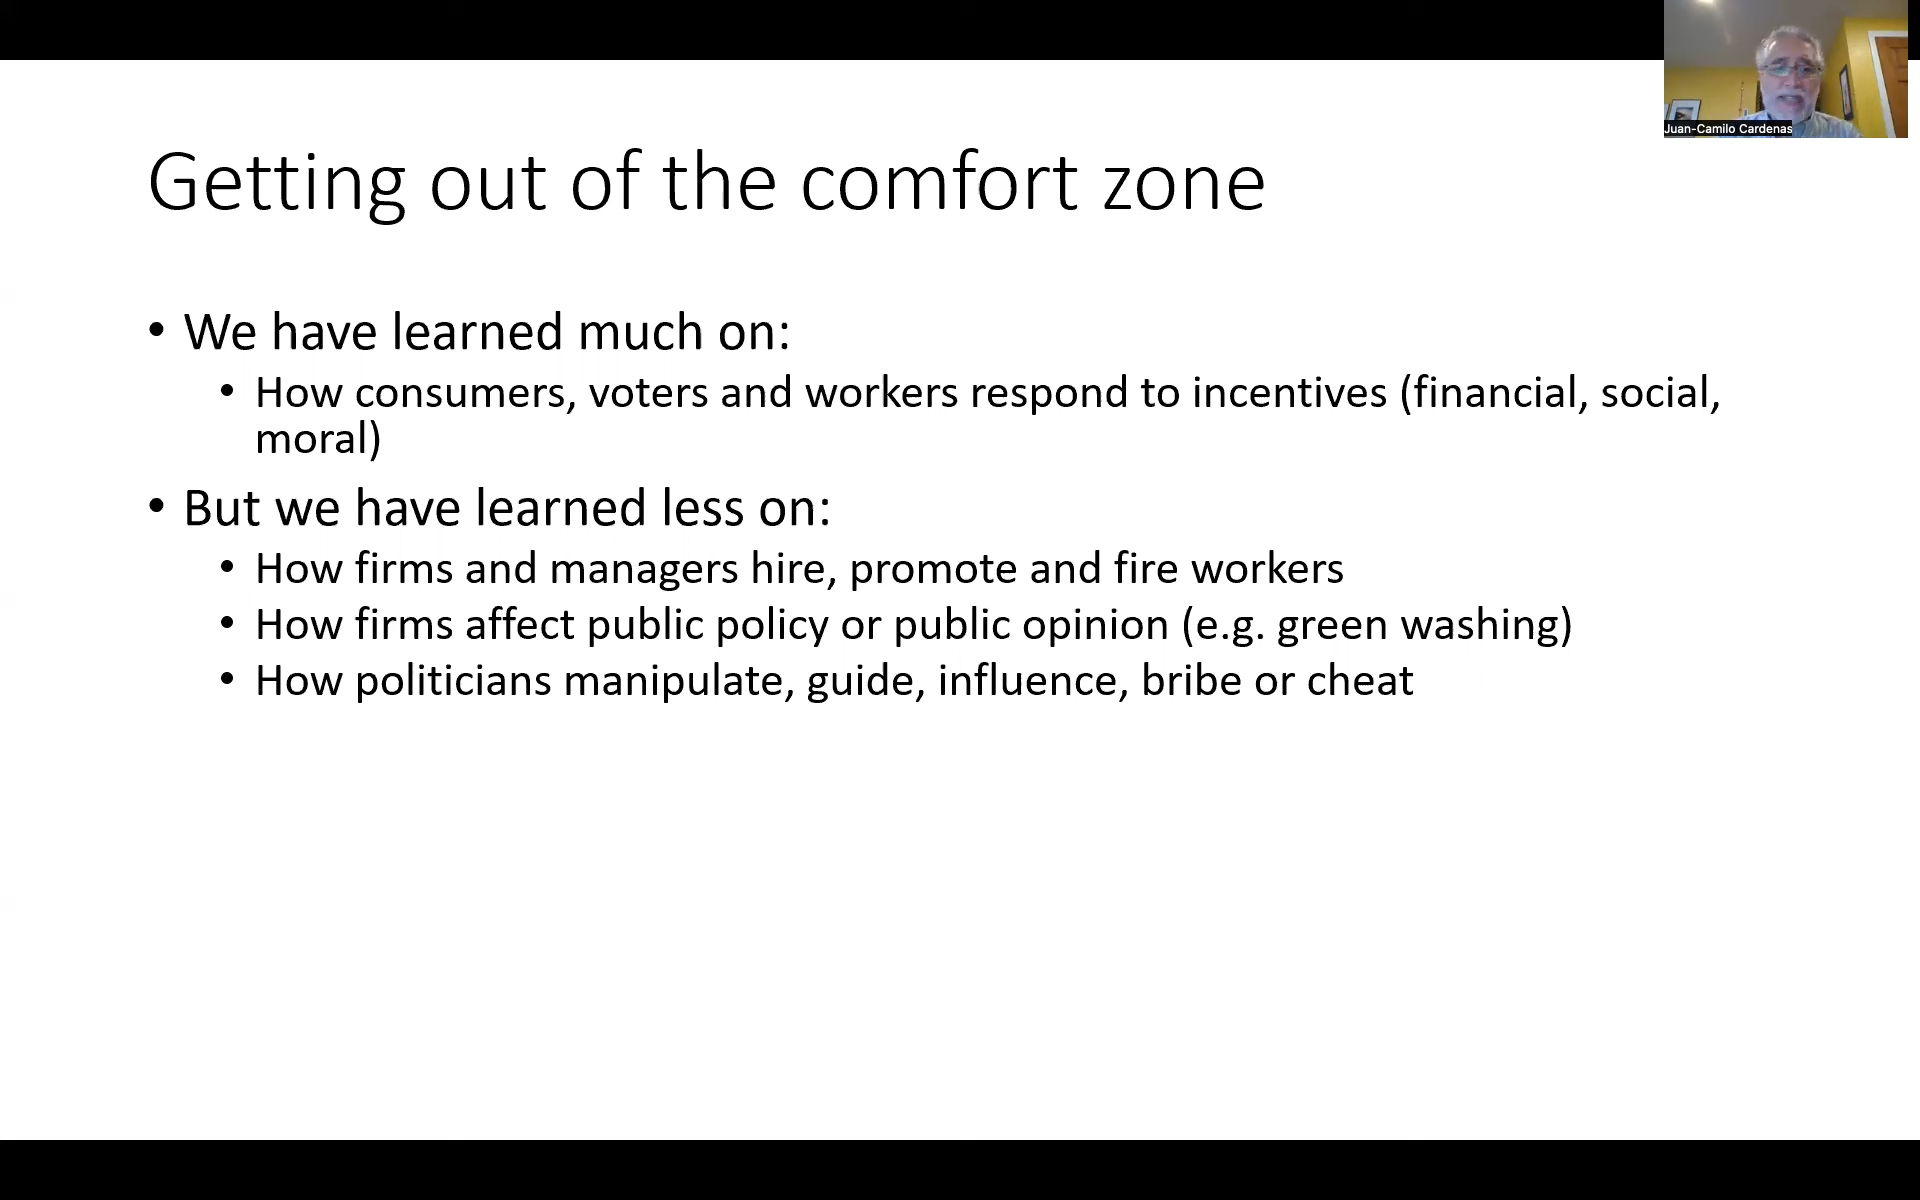 Juan-Camilo Cardenas
Getting out of the comfort zone
• We have learned much on:
• How consumers, voters and workers respond to incentives (financial, social,
moral)
• But we have learned less on:
• How firms and managers hire, promote and fire workers
• How firms affect public policy or public opinion (e.g. green washing)
• How politicians manipulate, guide, influence, bribe or cheat